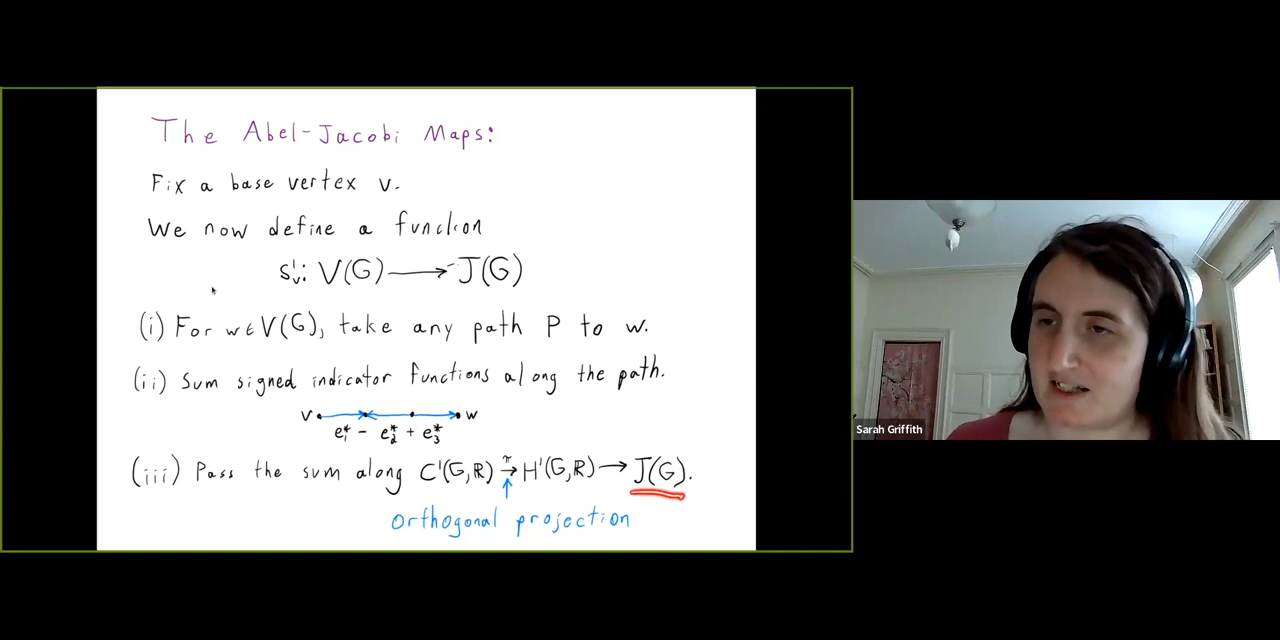 The Abel-Jacobi Maps:
Fix a base vertex v.
We now define a function
S¹ᵥ: V(G) → J(G)
(i) For w ∈ V(G), take any path P to w.
(ii) Sum signed indicator functions along the path.
v w
e₁* - e₂* + e₃*
(iii) Pass the sum along C¹(G,R) π→ H¹(G,R) → J(G).
Orthogonal projection
Sarah Griffith